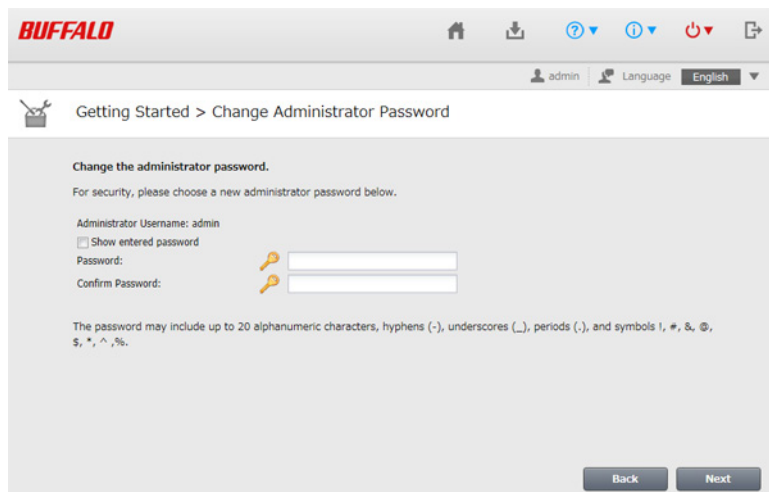 BUFFALO
admin Language English
Getting Started > Change Administrator Password
Change the administrator password.
For security, please choose a new administrator password below.
Administrator Username: admin
Show entered password
Password:
Confirm Password:
The password may include up to 20 alphanumeric characters, hyphens (-), underscores (_), periods (.), and symbols !, #, &, @,
$, *, ^ ,%.
Back Next